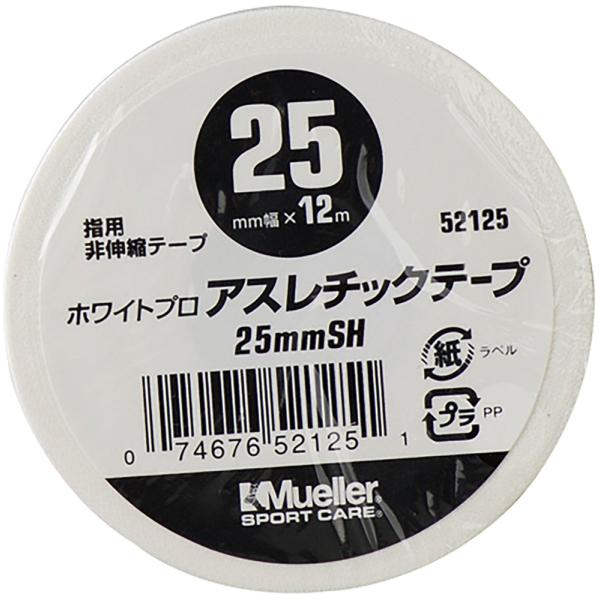 25
mm幅×12m
指用
非伸縮テープ
52125
ホワイトプロ アスレチックテープ
25mmSH
紙 ラベル
プラ PP
0 74676 52125 1
Mueller®
SPORT CARE®